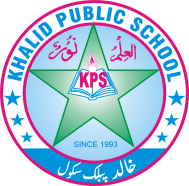 KHALID PUBLIC SCHOOL
العلم نور
KPS
SINCE 1993
خالد پبلک سکول